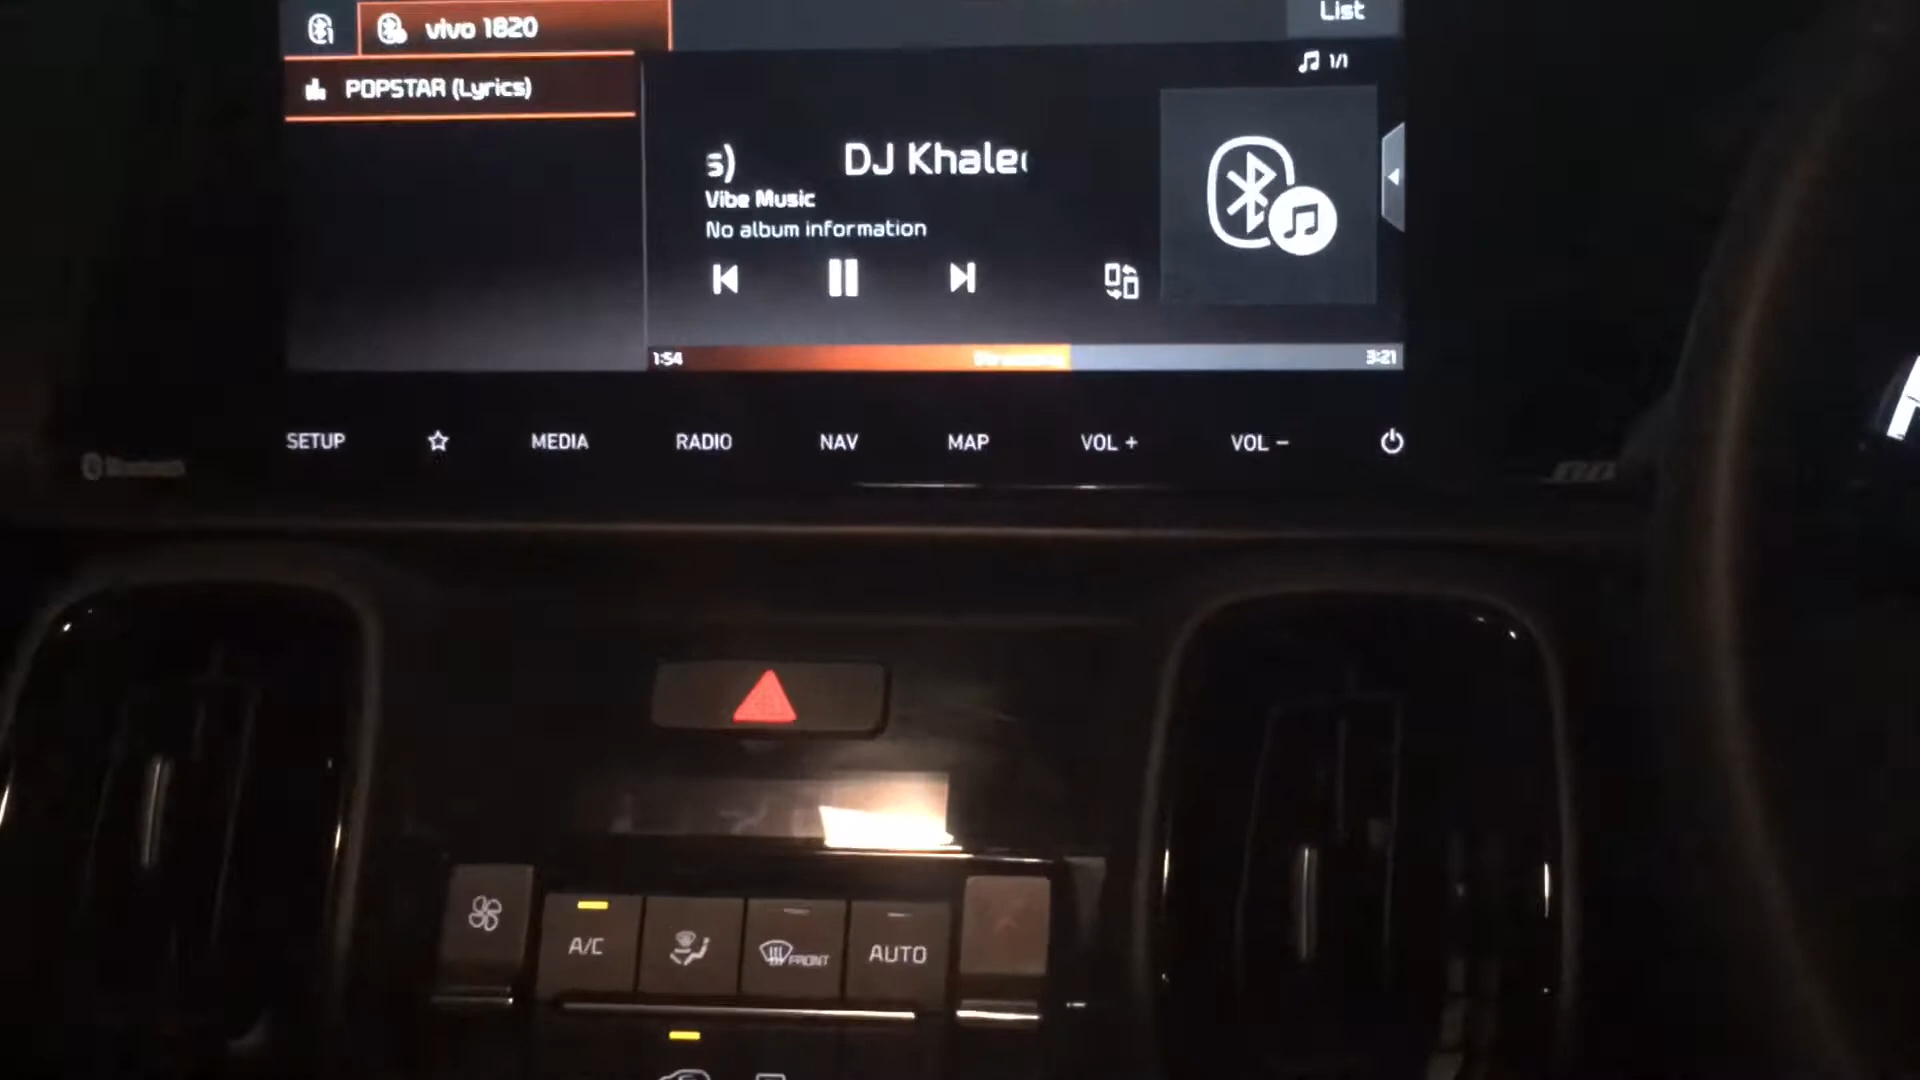 vivo 1820
List
POPSTAR (Lyrics)
1/1
s) DJ Khale
Vibe Music
No album information
1:54
3:21
SETUP
MEDIA
RADIO
NAV
MAP
VOL +
VOL -
A/C
FRONT
AUTO